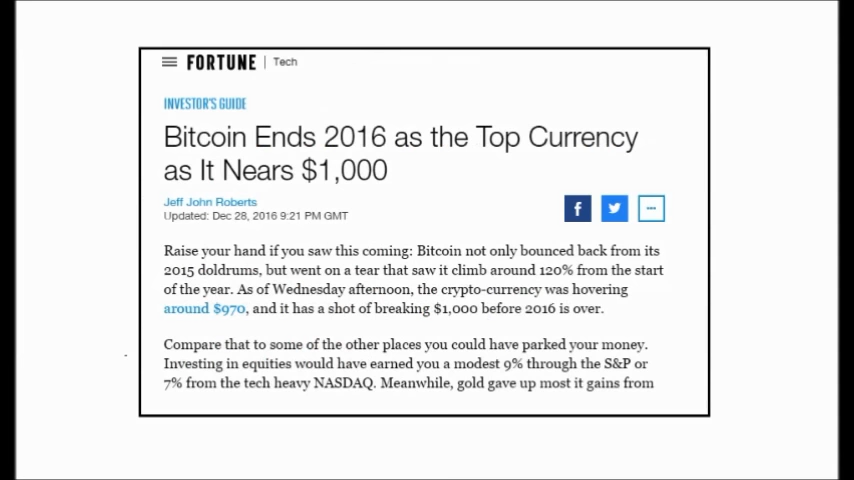 FORTUNE | Tech
INVESTOR'S GUIDE
Bitcoin Ends 2016 as the Top Currency
as It Nears $1,000
Jeff John Roberts
Updated: Dec 28, 2016 9:21 PM GMT
Raise your hand if you saw this coming: Bitcoin not only bounced back from its
2015 doldrums, but went on a tear that saw it climb around 120% from the start
of the year. As of Wednesday afternoon, the crypto-currency was hovering
around $970, and it has a shot of breaking $1,000 before 2016 is over.
Compare that to some of the other places you could have parked your money.
Investing in equities would have earned you a modest 9% through the S&P or
7% from the tech heavy NASDAQ. Meanwhile, gold gave up most it gains from